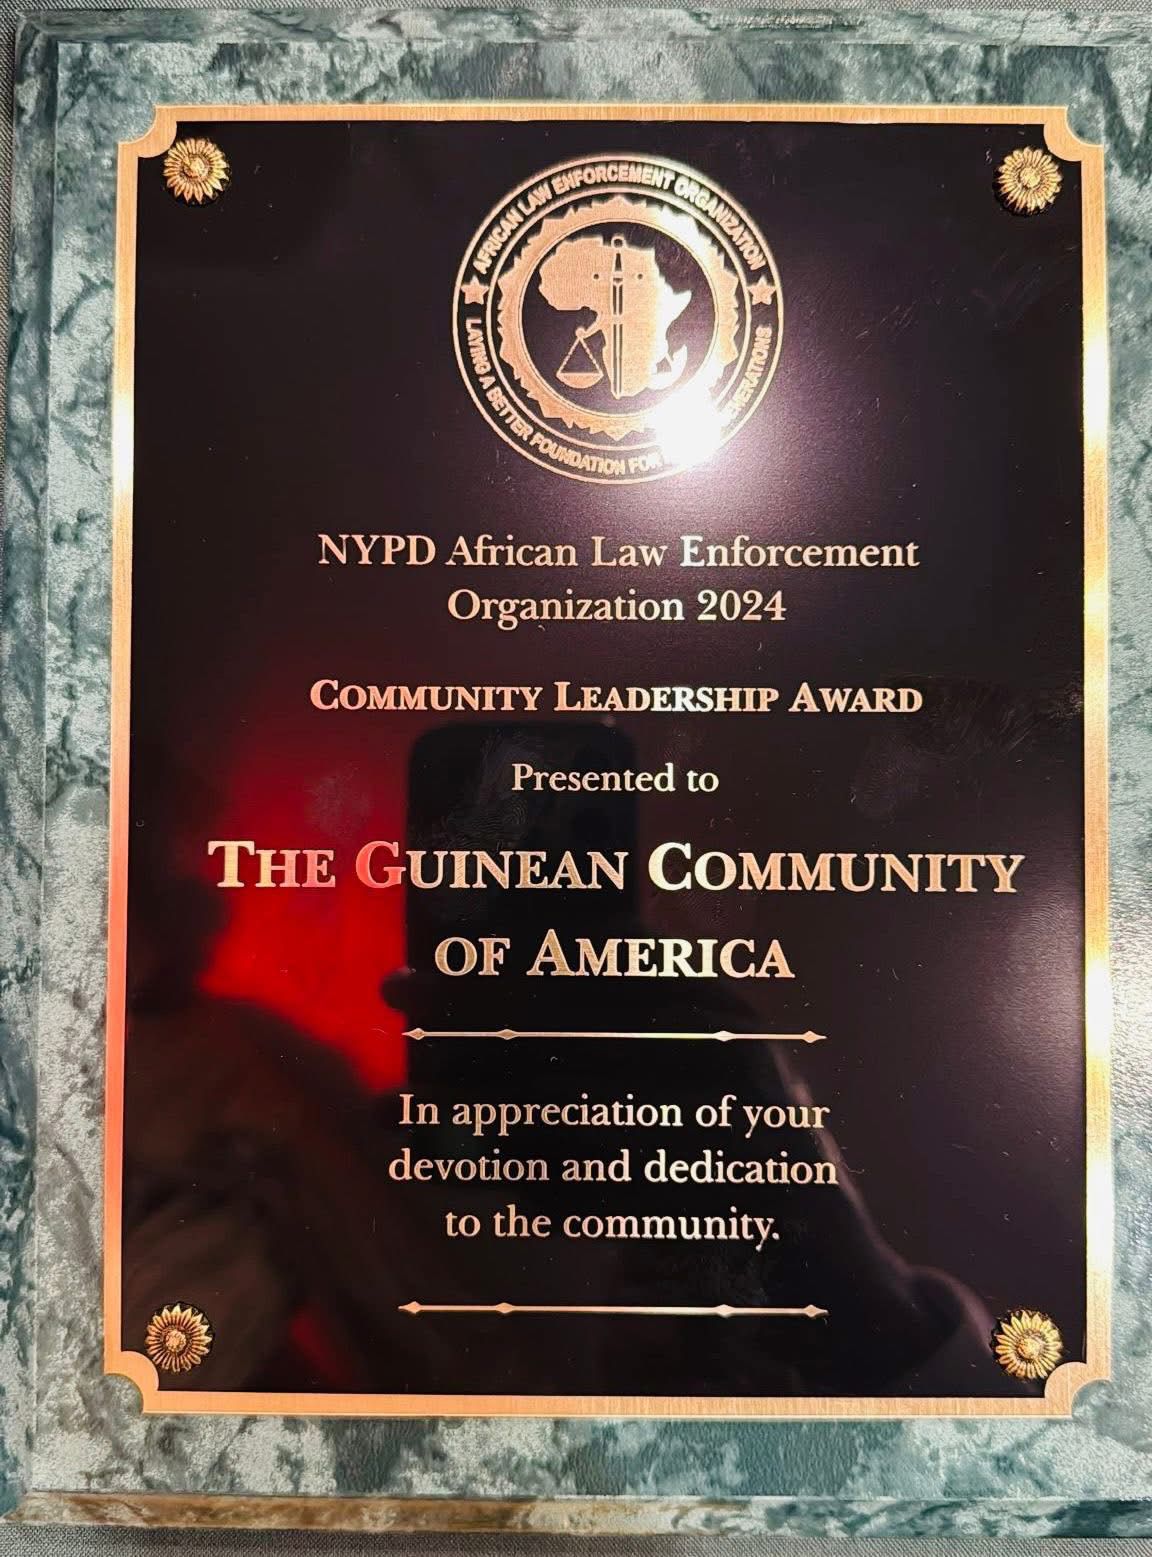 AFRICAN LAW ENFORCEMENT ORGANIZATION
LAYING A BETTER FOUNDATION FOR GENERATIONS
NYPD African Law Enforcement
Organization 2024
COMMUNITY LEADERSHIP AWARD
Presented to
THE GUINEAN COMMUNITY
OF AMERICA
In appreciation of your
devotion and dedication
to the community.